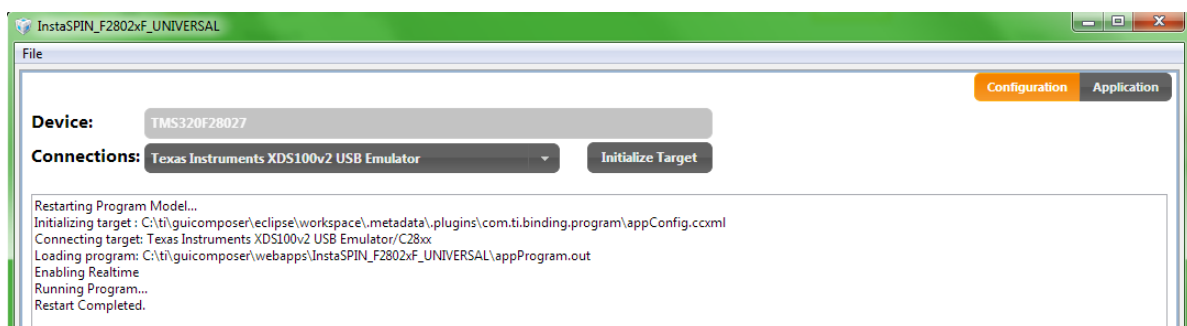 InstaSPIN_F2802xF_UNIVERSAL
File
Configuration Application
Device: TMS320F28027
Connections: Texas Instruments XDS100v2 USB Emulator Initialize Target
Restarting Program Model...
Initializing target : C:\ti\guicomposer\eclipse\workspace\.metadata\.plugins\com.ti.binding.program\appConfig.ccxml
Connecting target: Texas Instruments XDS100v2 USB Emulator/C28xx
Loading program: C:\ti\guicomposer\webapps\InstaSPIN_F2802xF_UNIVERSAL\appProgram.out
Enabling Realtime
Running Program...
Restart Completed.